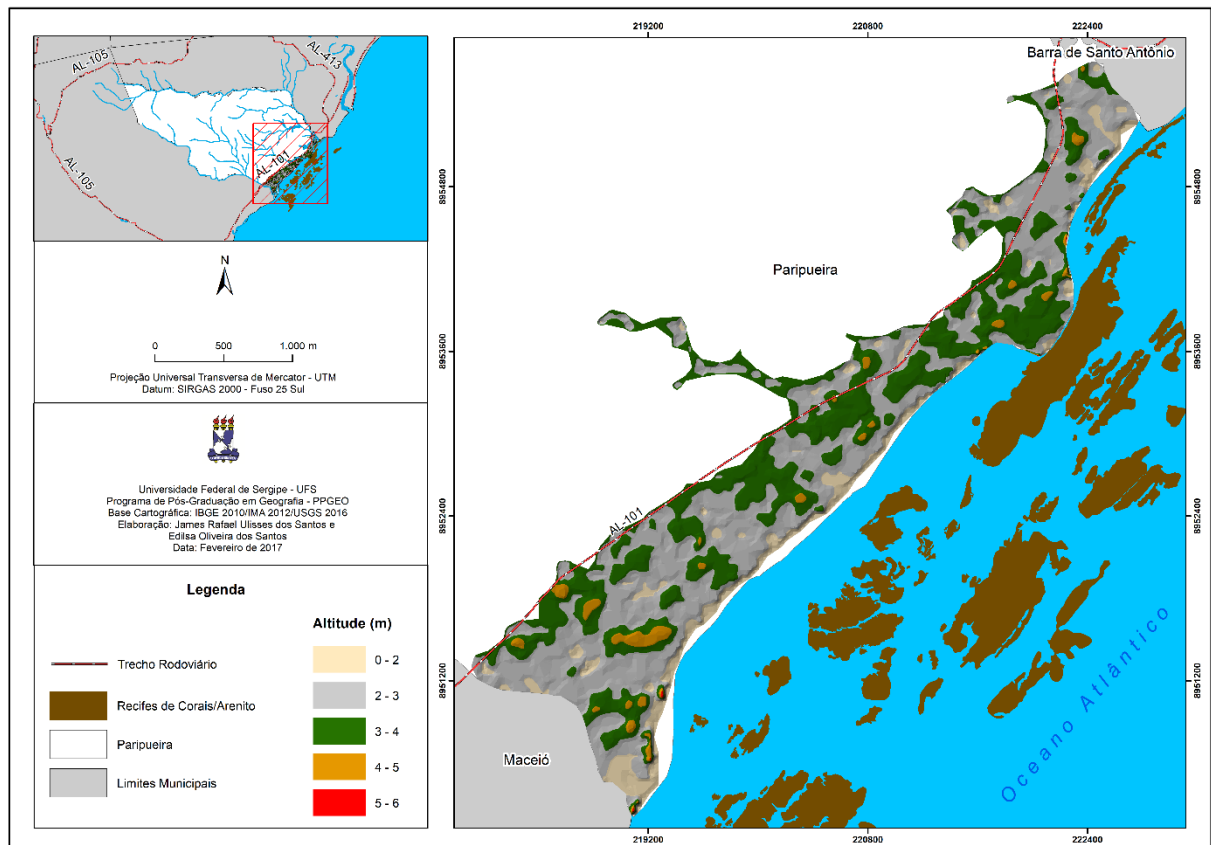 AL-105
AL-413
AL-105
AL-101
N
0 500 1.000 m
Projeção Universal Transversa de Mercator - UTM
Datum: SIRGAS 2000 - Fuso 25 Sul
Universidade Federal de Sergipe - UFS
Programa de Pós-Graduação em Geografia - PPGEO
Base Cartográfica: IBGE 2010/IMA 2012/USGS 2016
Elaboração: James Rafael Ulisses dos Santos e
Edilsa Oliveira dos Santos
Data: Fevereiro de 2017
Legenda
Trecho Rodoviário
Recifes de Corais/Arenito
Paripueira
Limites Municipais
Altitude (m)
0 - 2
2 - 3
3 - 4
4 - 5
5 - 6
219200 220800 222400
Barra de Santo Antônio
8954800 8954800
Paripueira
8953600 8953600
8952400 8952400
AL-101
8951200 8951200
Maceió
Oceano Atlântico
219200 220800 222400